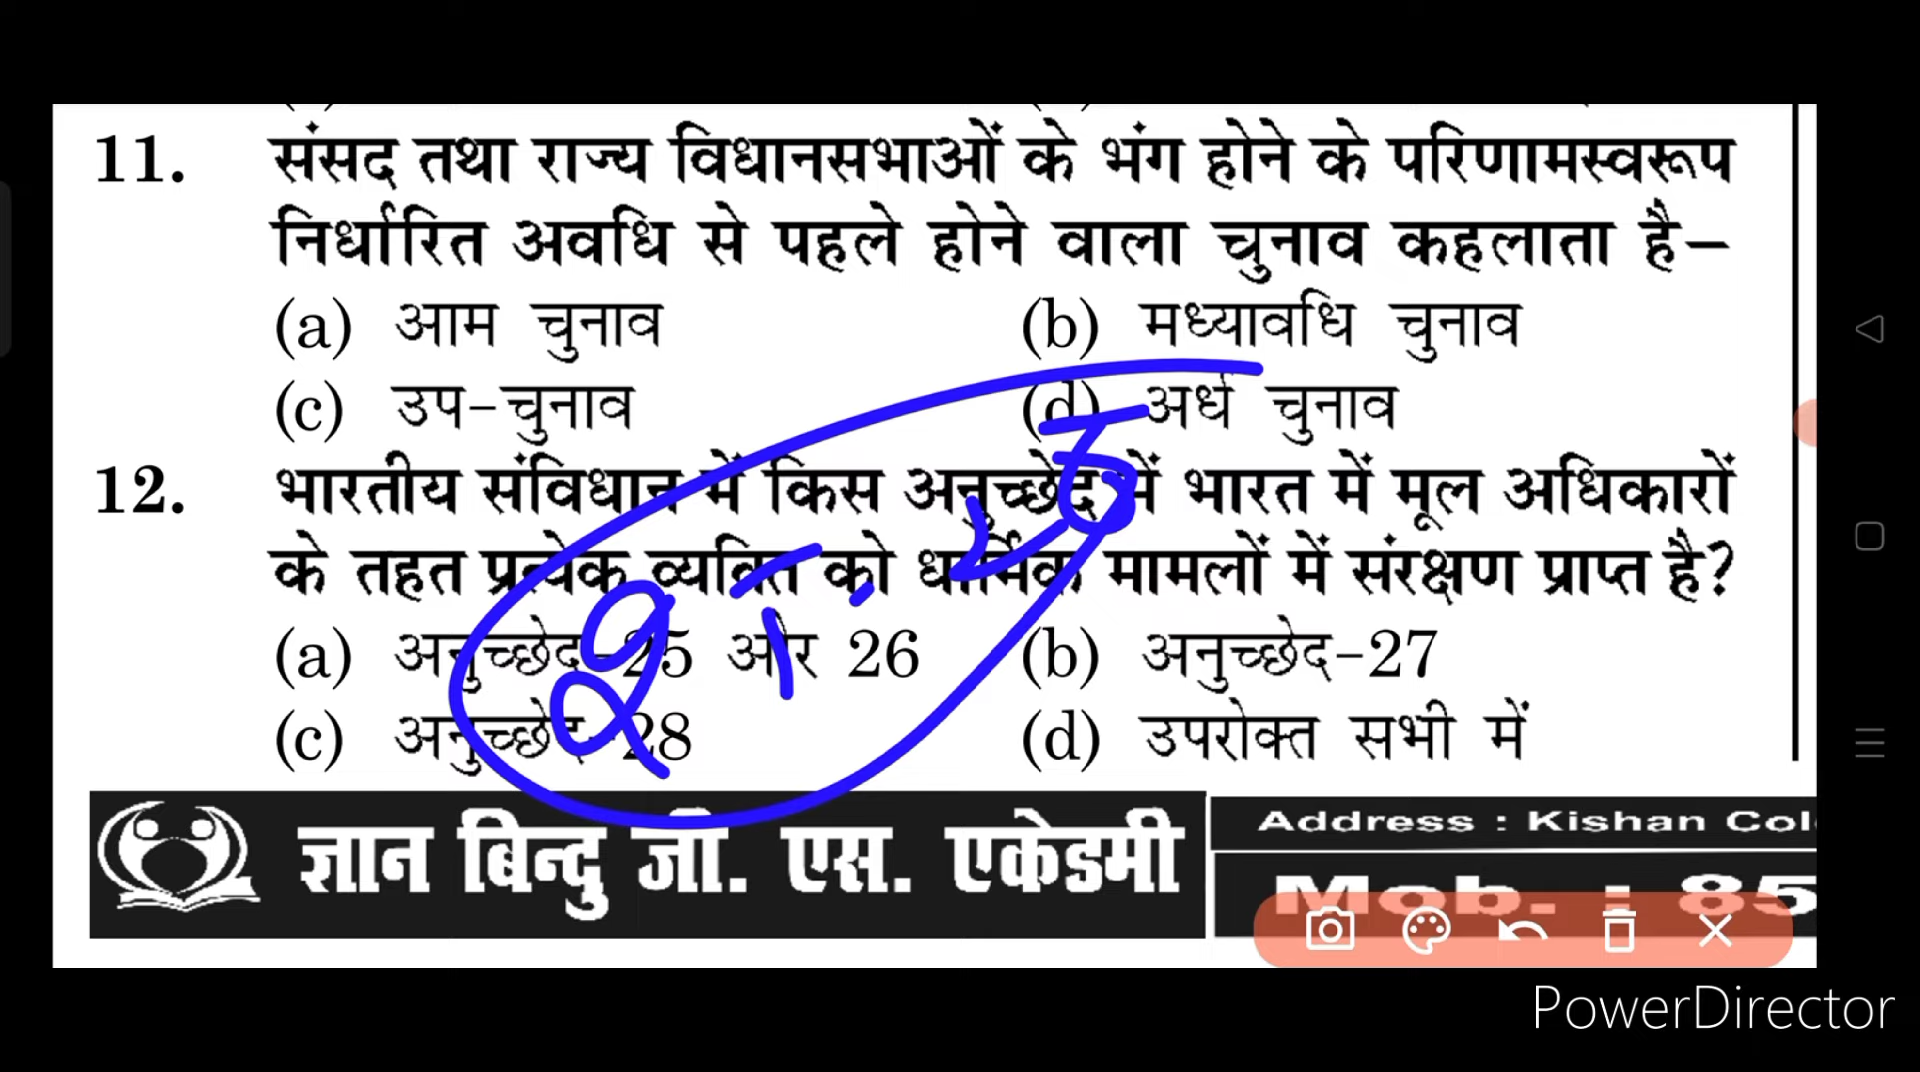 11. संसद तथा राज्य विधानसभाओं के भंग होने के परिणामस्वरूप
निर्धारित अवधि से पहले होने वाला चुनाव कहलाता है–
(a) आम चुनाव (b) मध्यावधि चुनाव
(c) उप-चुनाव (d) अर्ध चुनाव
12. भारतीय संविधान में किस अनुच्छेद में भारत में मूल अधिकारों
के तहत प्रत्येक व्यक्ति को धार्मिक मामलों में संरक्षण प्राप्त है?
(a) अनुच्छेद-25 और 26 (b) अनुच्छेद-27
(c) अनुच्छेद-28 (d) उपरोक्त सभी में
ज्ञान बिन्दु जी. एस. एकेडमी
Address : Kishan Col
Mob. : 85
PowerDirector